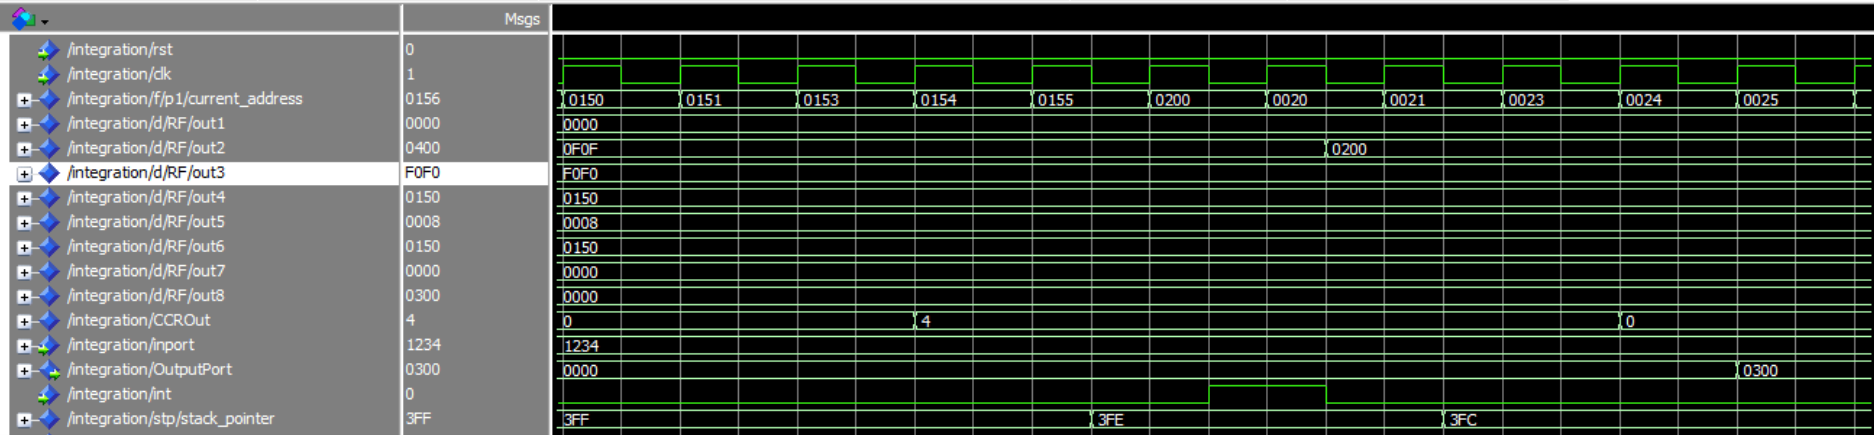 Msgs
/integration/rst 0
/integration/clk 1
/integration/f/p1/current_address 0156 0150 0151 0153 0154 0155 0200 0020 0021 0023 0024 0025
/integration/d/RF/out1 0000 0000
/integration/d/RF/out2 0400 0F0F 0200
/integration/d/RF/out3 F0F0 F0F0
/integration/d/RF/out4 0150 0150
/integration/d/RF/out5 0008 0008
/integration/d/RF/out6 0150 0150
/integration/d/RF/out7 0000 0000
/integration/d/RF/out8 0300 0000
/integration/CCROut 4 0 4 0
/integration/inport 1234 1234
/integration/OutputPort 0300 0000 0300
/integration/int 0
/integration/stp/stack_pointer 3FF 3FF 3FE 3FC